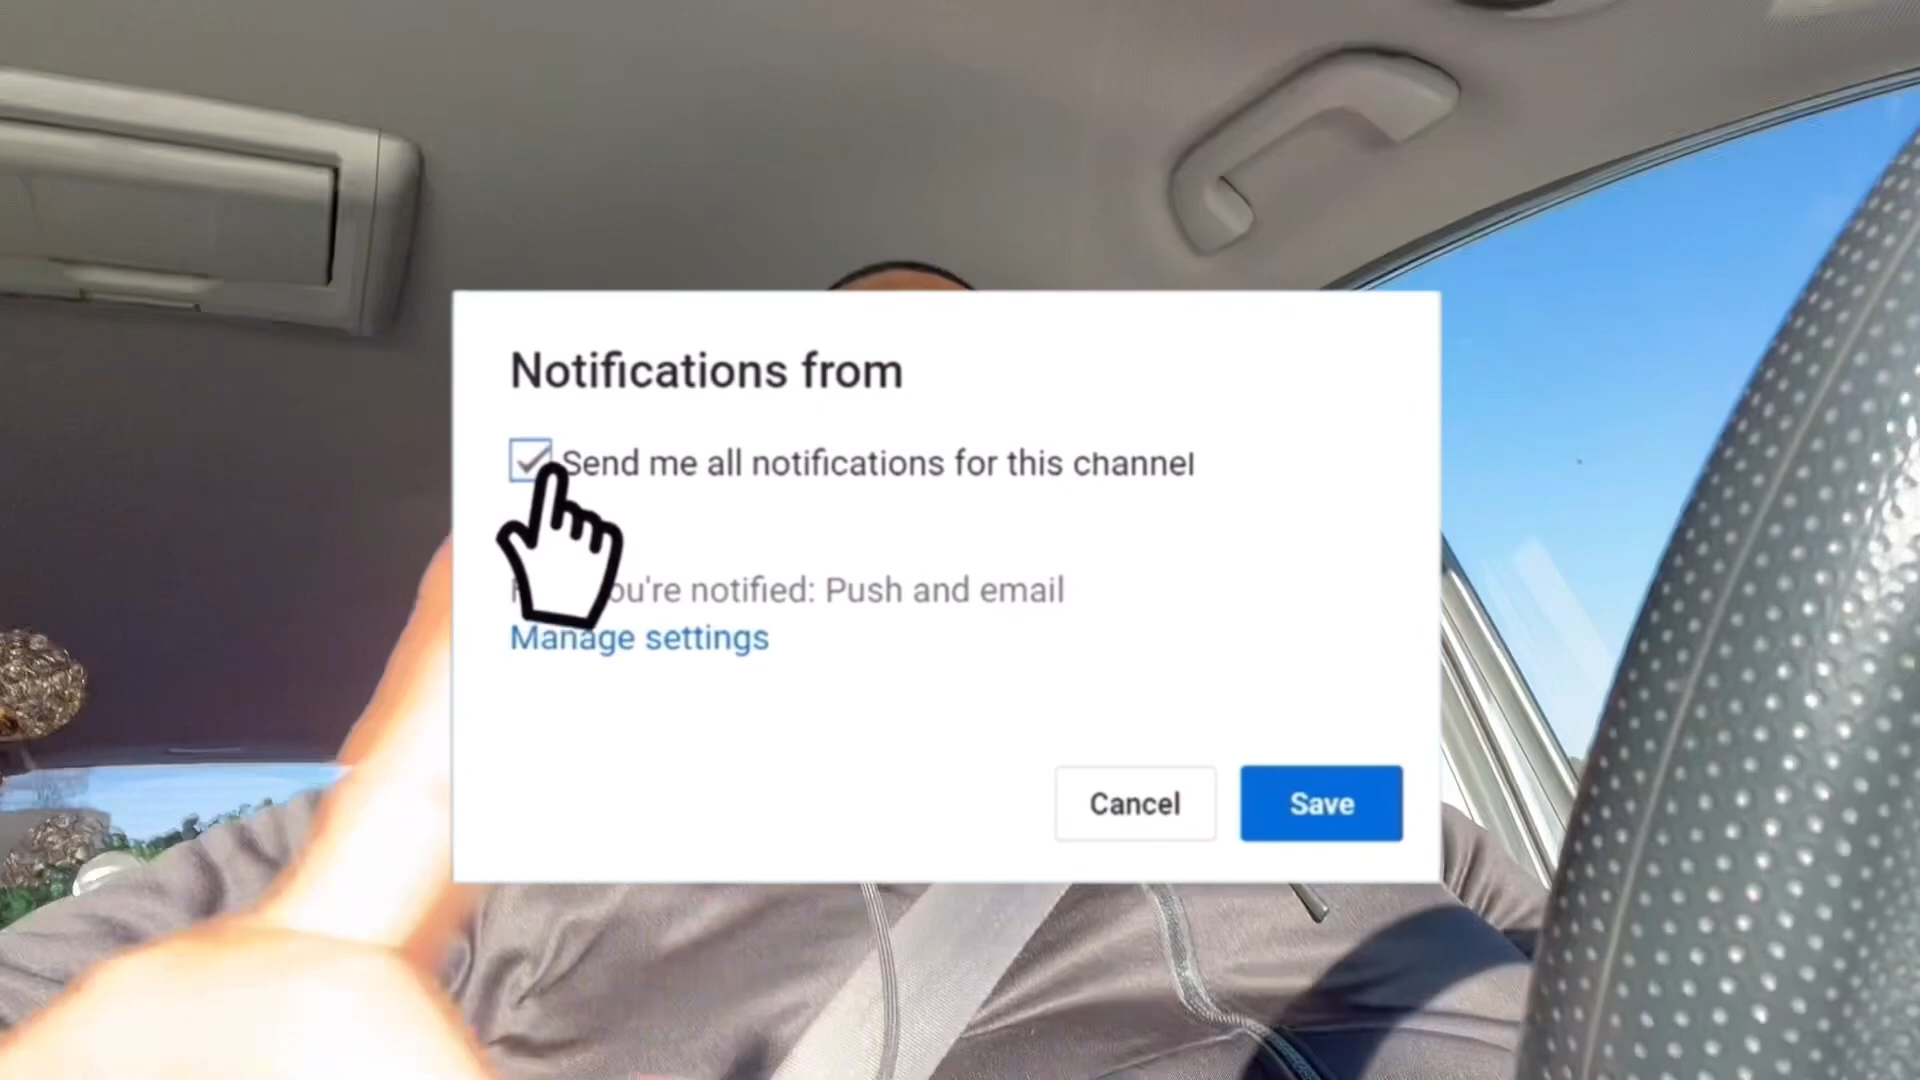 Notifications from
Send me all notifications for this channel
ou're notified: Push and email
Manage settings
Cancel
Save